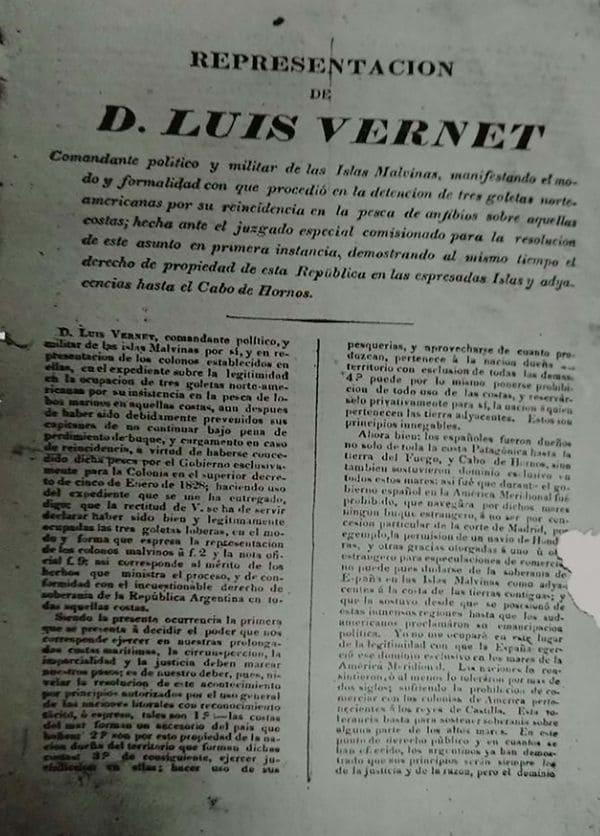 REPRESENTACION
DE
D. LUIS VERNET
Comandante politico y militar de las Islas Malvinas, manifestando el mo-
do y formalidad con que procedió en la detencion de tres goletas norte-
americanas por su reincidencia en la pesca de anfibios sobre aquellas
costas; hecha ante el juzgado especial comisionado para la resolucion
de este asunto en primera instancia, demostrando al mismo tiempo el
derecho de propiedad de esta República en las espresadas Islas y adya-
cencias hasta el Cabo de Hornos.
D. LUIS VERNET, comandante político, y
militar de las islas Malvinas por sí, y en re-
presentacion de los colonos establecidos en
ellas, en el expediente sobre la legitimidad
en la ocupacion de tres goletas norte-ame-
ricanas por su insistencia en la pesca de lo-
bos marinos en aquellas costas, aun despues
de haber sido debidamente prevenidos sus
capitanes de no continuar bajo pena de
perdimiento de buque, y cargamento en caso
de reincidencia, a virtud de haberse conce-
dido dicha pesca por el Gobierno esclusiva-
mente para la Colonia en el superior decre-
to de cinco de Enero de 1828; haciendo uso
del expediente que se me ha entregado,
digo: que la rectitud de V. se ha de servir
declarar haber sido bien y legitimamente
ocupadas las tres goletas loberas, en el mo-
do y forma que expresa la representacion
de los colonos malvinos á f. 2 y la nota ofi-
cial f. 9; asi corresponde al mérito de los
hechos que ministra el proceso, y de con-
formidad con el incuestionable derecho de
soberania de la República Argentina en to-
das aquellas costas.
Siendo la presente ocurrencia la primera
que se presenta á decidir el poder que nos
corresponde ejercer en nuestras prolonga-
das costas marítimas, la circunspeccion, la
imparcialidad y la justicia deben marcar
nuestros pasos; es de nuestro deber, pues, ni-
velar la resolucion de este acontecimiento
por principios autorizados por el uso general
de las naciones litorales con reconocimiento
tácito, ó espreso, tales son 1º—las costas
del mar forman un accesorio del pais que
2º son por esto propiedad de la na-
cion dueña del territorio que forman dichas
costas: 3º de consiguiente, ejercer ju-
risdiccion en ellas; hacer uso de sus
pesquerias, y aprovecharse de cuanto pro-
duzcan, pertenece à la nacion dueña
territorio con esclusion de todas las demas
4º puede por lo mismo ponerse prohibi-
cion de todo uso de las costas, y reservar-
selo privativamente para sí, la nacion á quien
pertenecen las tierra adyacentes. Estos son
principios innegables.
Ahora bien: los españoles fueron dueños
no solo de toda la costa Patagónica hasta la
tierra del Fuego, y Cabo de Hornos, sino
tambien sostuvieron dominio esclusivo en
todos estos mares: asi fué que durante el go-
bierno español en la América Meridional fué
prohibido, que navegára por dichos mares
ningun buque estrangero, á no ser por con-
cesion particular de la corte de Madrid, por
egemplo, la permision de un navio de
y otras gracias otorgadas á uno ú
estrangero para especulaciones de comercio
no puede pues dudarse de la soberania de
España en las Islas Malvinas como adya-
centes á la costa de las tierras contiguas; y
que la sostuvo desde que se posesionó de
estas inmensas regiones hasta que los sud-
americanos proclamáron su emancipacion
política. Yo no me ocuparé en este lugar
de la legitimidad con que la España ejer-
ció ese dominio esclusivo en los mares de la
América Meridional. Las naciones lo con-
sintieron, ó al menos lo toleráron por mas de
dos siglos; sufriendo la prohibicion de co-
merciar con las colonias de América perte-
necientes á los reyes de Castilla. Esta to-
lerancia basta para sostener soberania sobre
alguna parte de los altos mares. En este
punto de derecho público y en cuantos se
han ofrecido, los argentinos ya han demos-
trado que sus principios serán siempre los
de la justicia y de la razon, pero el dominio